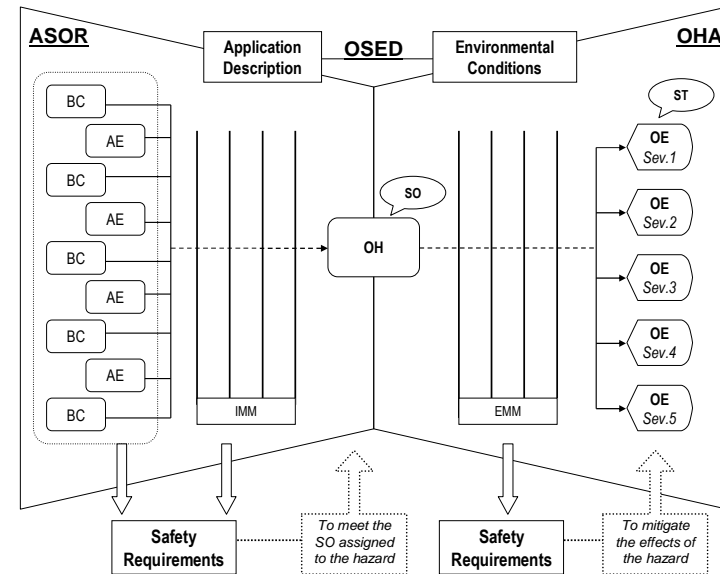 ASOR
Application
Description
OSED
Environmental
Conditions
OHA
ST
BC
AE
BC
AE
BC
AE
BC
AE
BC
SO
OH
IMM
EMM
OE
Sev.1
OE
Sev.2
OE
Sev.3
OE
Sev.4
OE
Sev.5
Safety
Requirements
To meet the
SO assigned
to the hazard
Safety
Requirements
To mitigate
the effects of
the hazard